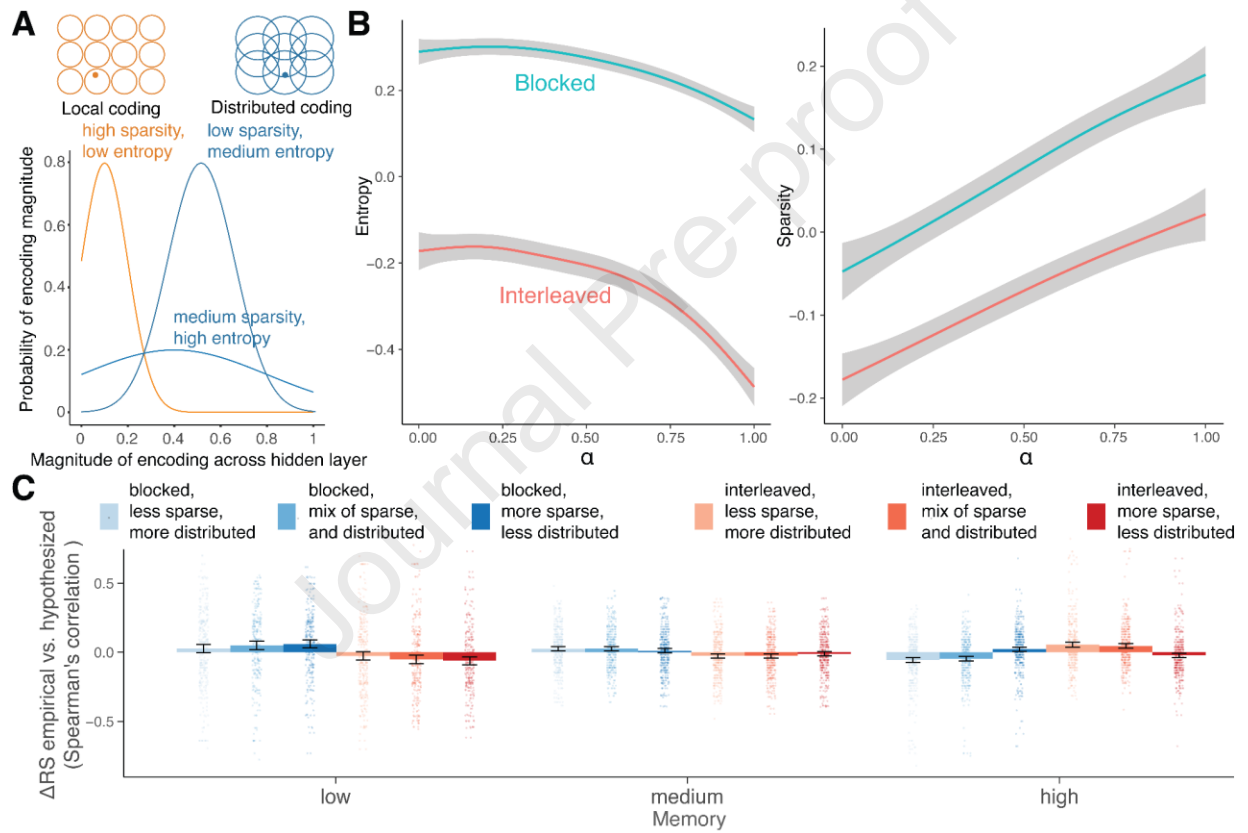 A
Local coding
high sparsity,
low entropy
Distributed coding
low sparsity,
medium entropy
medium sparsity,
high entropy
Probability of encoding magnitude
0.8
0.6
0.4
0.2
0
0
0.2
0.4
0.6
0.8
1
Magnitude of encoding across hidden layer
B
Entropy
0.2
0.0
−0.2
−0.4
Blocked
Interleaved
0.00
0.25
0.50
0.75
1.00
α
Sparsity
0.2
0.1
0.0
−0.1
−0.2
0.00
0.25
0.50
0.75
1.00
α
Journal Pre-proof
C
blocked,
less sparse,
more distributed
blocked,
mix of sparse,
and distributed
blocked,
more sparse,
less distributed
interleaved,
less sparse,
more distributed
interleaved,
mix of sparse
and distributed
interleaved,
more sparse,
less distributed
ΔRS empirical vs. hypothesized
(Spearman's correlation )
0.5
0.0
−0.5
low
medium
high
Memory